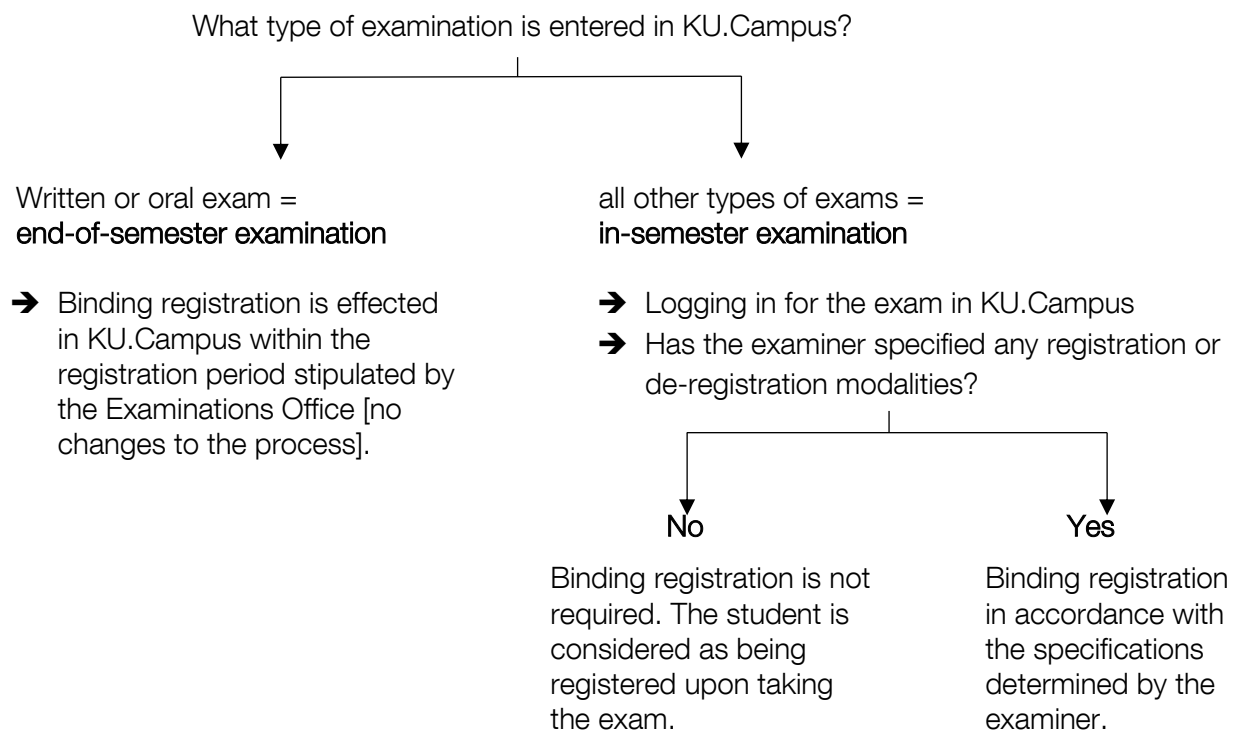 What type of examination is entered in KU.Campus?
Written or oral exam =
end-of-semester examination
➔ Binding registration is effected
in KU.Campus within the
registration period stipulated by
the Examinations Office [no
changes to the process].
all other types of exams =
in-semester examination
➔ Logging in for the exam in KU.Campus
➔ Has the examiner specified any registration or
de-registration modalities?
No
Binding registration is not
required. The student is
considered as being
registered upon taking
the exam.
Yes
Binding registration
in accordance with
the specifications
determined by the
examiner.